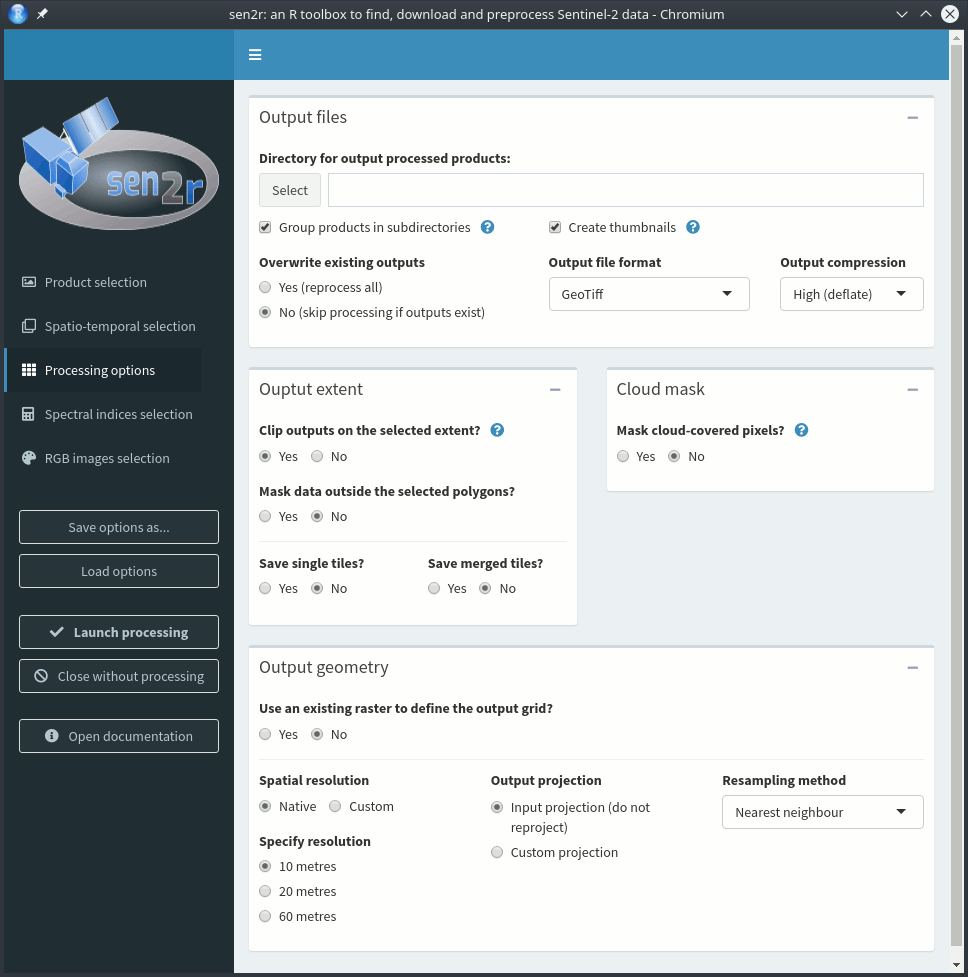 sen2r: an R toolbox to find, download and preprocess Sentinel-2 data - Chromium
sen2r
Product selection
Spatio-temporal selection
Processing options
Spectral indices selection
RGB images selection
Save options as...
Load options
Launch processing
Close without processing
Open documentation
Output files
Directory for output processed products:
Select
Group products in subdirectories
Create thumbnails
Overwrite existing outputs
Yes (reprocess all)
No (skip processing if outputs exist)
Output file format
GeoTiff
Output compression
High (deflate)
Ouptut extent
Clip outputs on the selected extent?
Yes No
Mask data outside the selected polygons?
Yes No
Save single tiles?
Yes No
Save merged tiles?
Yes No
Cloud mask
Mask cloud-covered pixels?
Yes No
Output geometry
Use an existing raster to define the output grid?
Yes No
Spatial resolution
Native Custom
Specify resolution
10 metres
20 metres
60 metres
Output projection
Input projection (do not
reproject)
Custom projection
Resampling method
Nearest neighbour